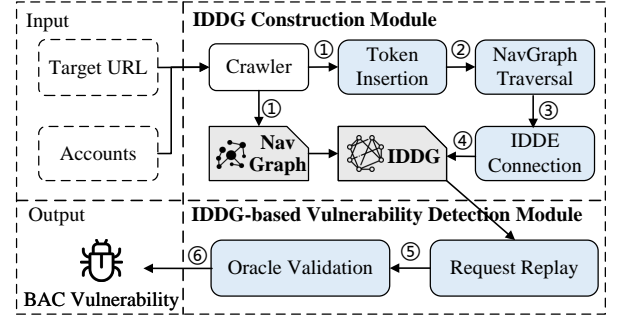 Input
IDDG Construction Module
Target URL
Accounts
Crawler
①
Token
Insertion
②
NavGraph
Traversal
①
③
Nav
Graph
IDDG
④
IDDE
Connection
Output
IDDG-based Vulnerability Detection Module
BAC Vulnerability
⑥
Oracle Validation
⑤
Request Replay